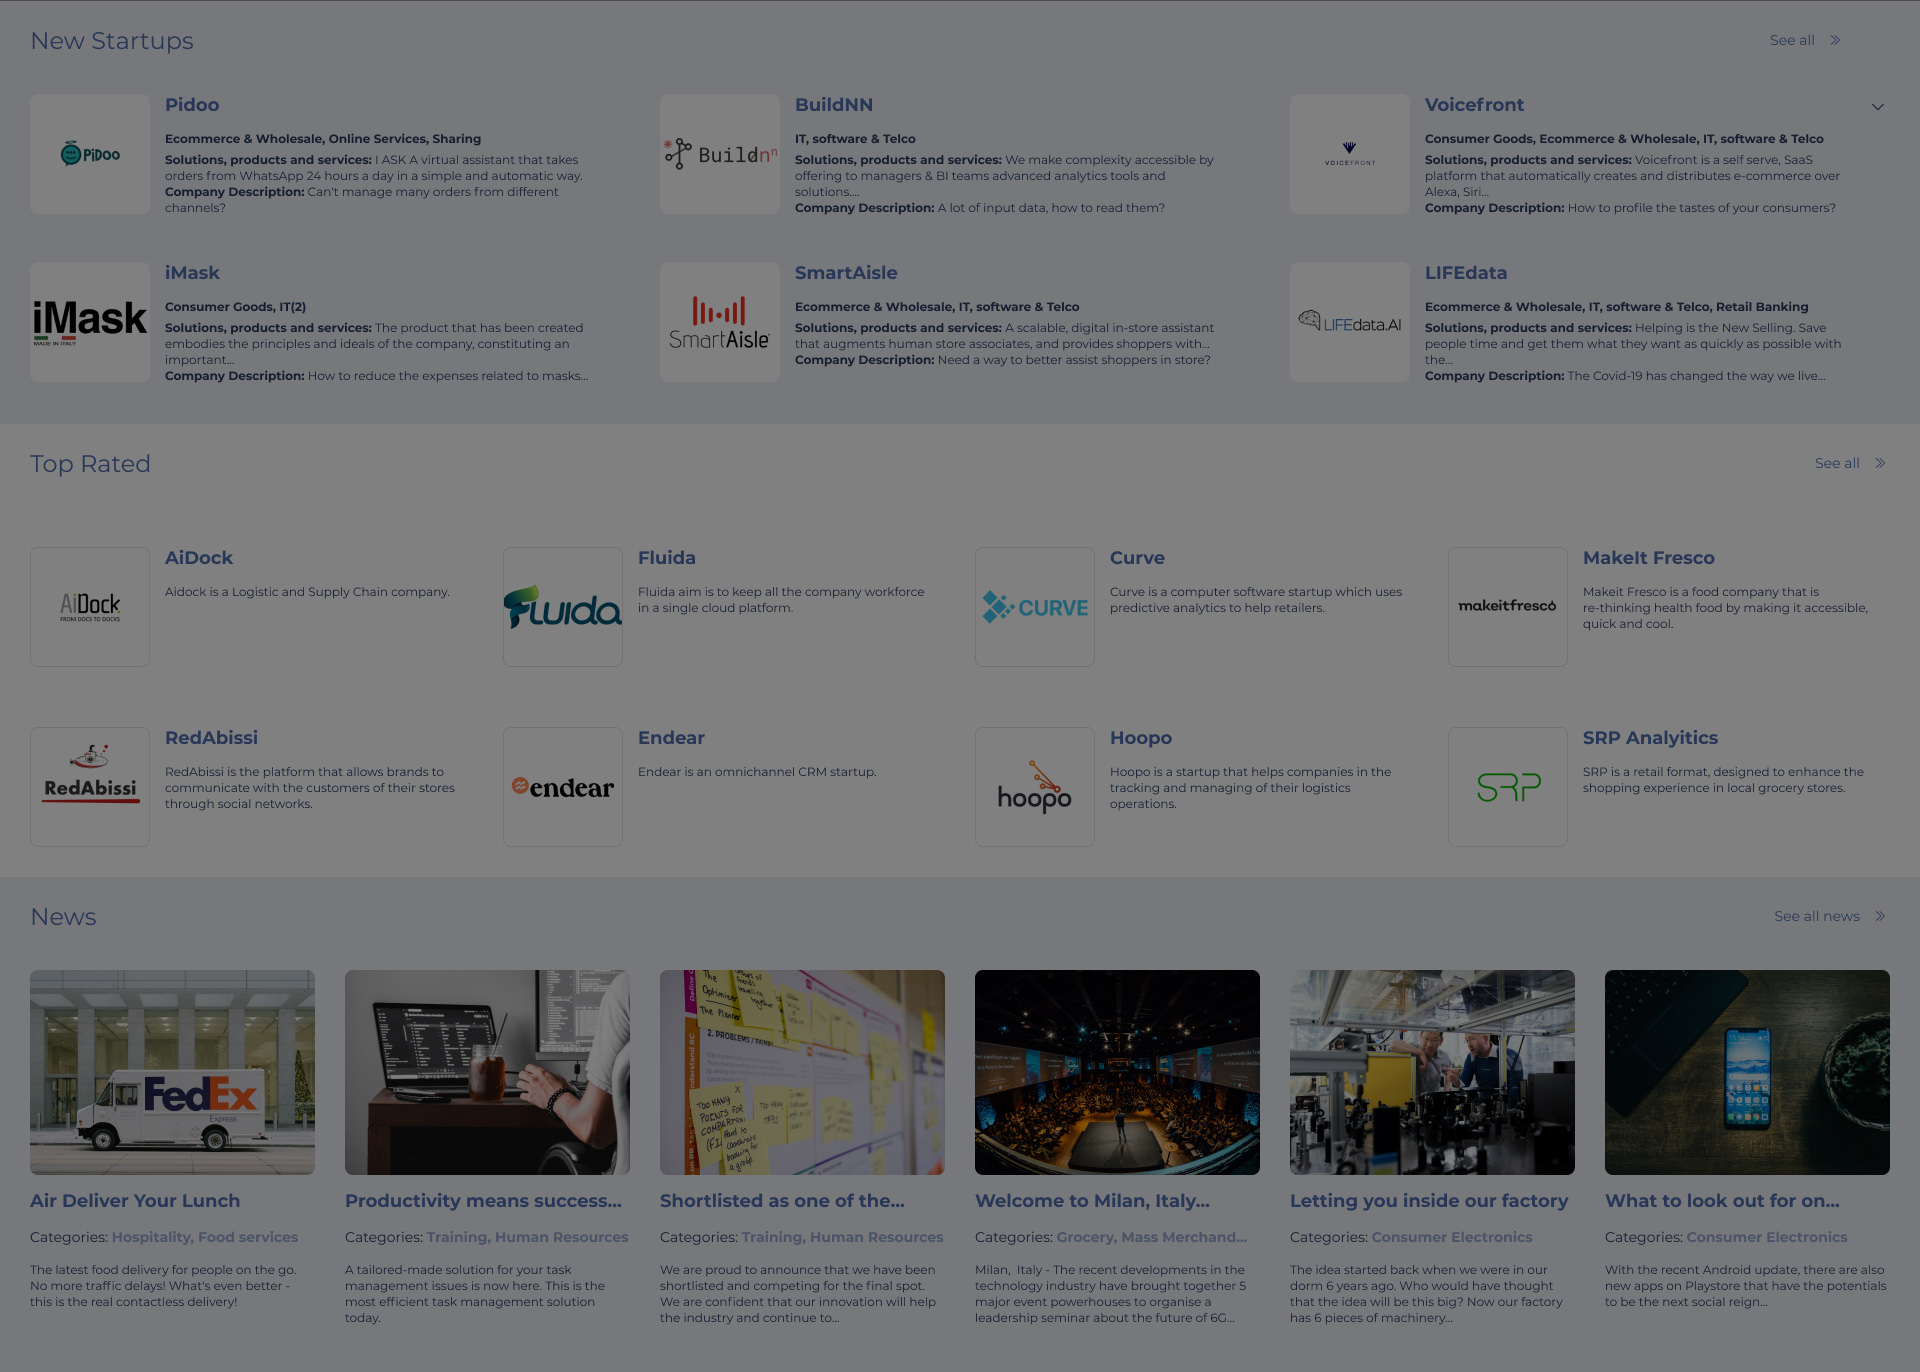 New Startups
See all
PiDoo
Pidoo
Ecommerce & Wholesale, Online Services, Sharing
Solutions, products and services: I ASK A virtual assistant that takes
orders from WhatsApp 24 hours a day in a simple and automatic way.
Company Description: Can't manage many orders from different
channels?
Buildnn
BuildNN
IT, software & Telco
Solutions, products and services: We make complexity accessible by
offering to managers & BI teams advanced analytics tools and
solutions....
Company Description: A lot of input data, how to read them?
VOICEFRONT
Voicefront
Consumer Goods, Ecommerce & Wholesale, IT, software & Telco
Solutions, products and services: Voicefront is a self serve, SaaS
platform that automatically creates and distributes e-commerce over
Alexa, Siri...
Company Description: How to profile the tastes of your consumers?
iMask
MADE IN ITALY
iMask
Consumer Goods, IT(2)
Solutions, products and services: The product that has been created
embodies the principles and ideals of the company, constituting an
important...
Company Description: How to reduce the expenses related to masks...
SmartAisle
SmartAisle
Ecommerce & Wholesale, IT, software & Telco
Solutions, products and services: A scalable, digital in-store assistant
that augments human store associates, and provides shoppers with...
Company Description: Need a way to better assist shoppers in store?
LIFEdata.AI
LIFEdata
Ecommerce & Wholesale, IT, software & Telco, Retail Banking
Solutions, products and services: Helping is the New Selling. Save
people time and get them what they want as quickly as possible with
the...
Company Description: The Covid-19 has changed the way we live...
Top Rated
See all
AiDock
FROM DOCS TO DOCKS
AiDock
Aidock is a Logistic and Supply Chain company.
Fluida
Fluida
Fluida aim is to keep all the company workforce
in a single cloud platform.
CURVE
Curve
Curve is a computer software startup which uses
predictive analytics to help retailers.
makeitfresco
MakeIt Fresco
Makeit Fresco is a food company that is
re-thinking health food by making it accessible,
quick and cool.
RedAbissi
RedAbissi
RedAbissi is the platform that allows brands to
communicate with the customers of their stores
through social networks.
endear
Endear
Endear is an omnichannel CRM startup.
hoopo
Hoopo
Hoopo is a startup that helps companies in the
tracking and managing of their logistics
operations.
SRP
SRP Analyitics
SRP is a retail format, designed to enhance the
shopping experience in local grocery stores.
News
See all news
FedEx
Express
The
Optimizer
The Planner
travelling
together
2. PROBLEMS / PAINS
TOO MANY
POINTS FOR
Air Deliver Your Lunch
Categories: Hospitality, Food services
The latest food delivery for people on the go.
No more traffic delays! What's even better -
this is the real contactless delivery!
Productivity means success...
Categories: Training, Human Resources
A tailored-made solution for your task
management issues is now here. This is the
most efficient task management solution
today.
Shortlisted as one of the...
Categories: Training, Human Resources
We are proud to announce that we have been
shortlisted and competing for the final spot.
We are confident that our innovation will help
the industry and continue to...
Welcome to Milan, Italy...
Categories: Grocery, Mass Merchand...
Milan, Italy - The recent developments in the
technology industry have brought together 5
major event powerhouses to organise a
leadership seminar about the future of 6G...
Letting you inside our factory
Categories: Consumer Electronics
The idea started back when we were in our
dorm 6 years ago. Who would have thought
that the idea will be this big? Now our factory
has 6 pieces of machinery...
What to look out for on...
Categories: Consumer Electronics
With the recent Android update, there are also
new apps on Playstore that have the potentials
to be the next social reign...